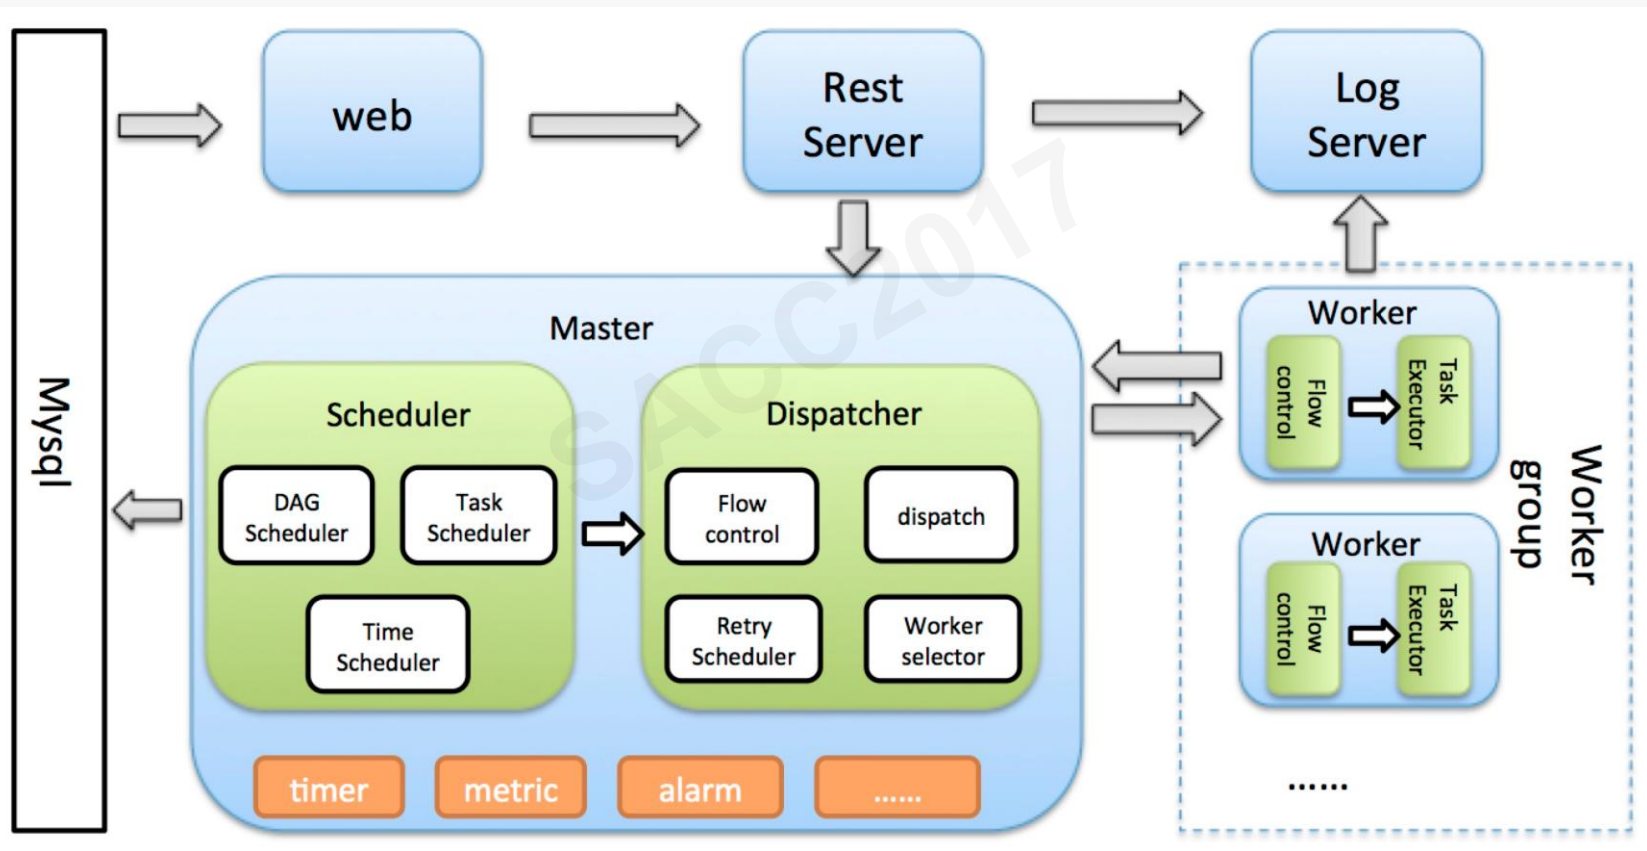 Mysql
web
Rest
Server
Log
Server
Master
Scheduler
DAG
Scheduler
Task
Scheduler
Time
Scheduler
Dispatcher
Flow
control
dispatch
Retry
Scheduler
Worker
selector
timer
metric
alarm
......
Worker
Flow
control
Task
Executor
Worker
Flow
control
Task
Executor
Worker
group
......
SACC2017